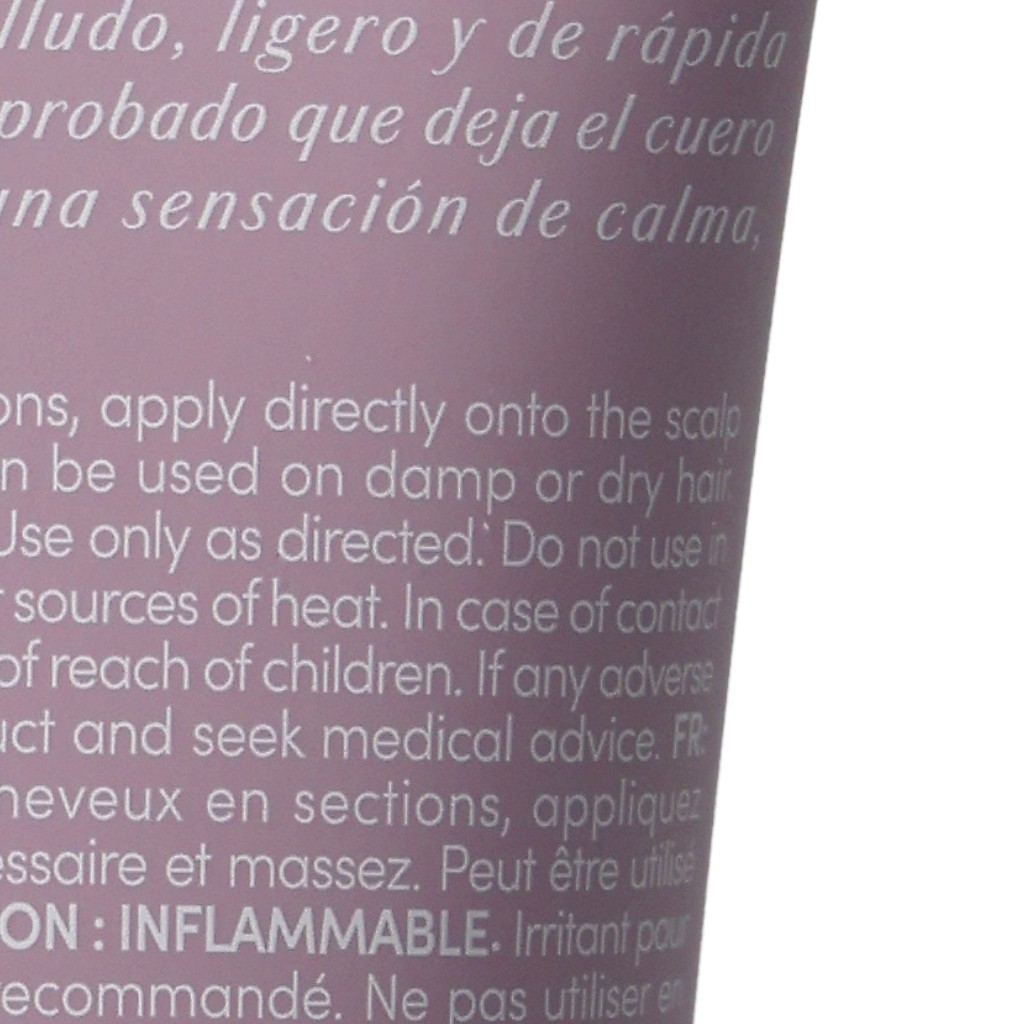 lludo, ligero y de rápida
probado que deja el cuero
una sensación de calma,
ons, apply directly onto the scalp
n be used on damp or dry hair.
Use only as directed. Do not use in
sources of heat. In case of contact
of reach of children. If any adverse
uct and seek medical advice. FR:
heveux en sections, appliquez
essaire et massez. Peut être utilisé
ON : INFLAMMABLE. Irritant pour
recommandé. Ne pas utiliser en